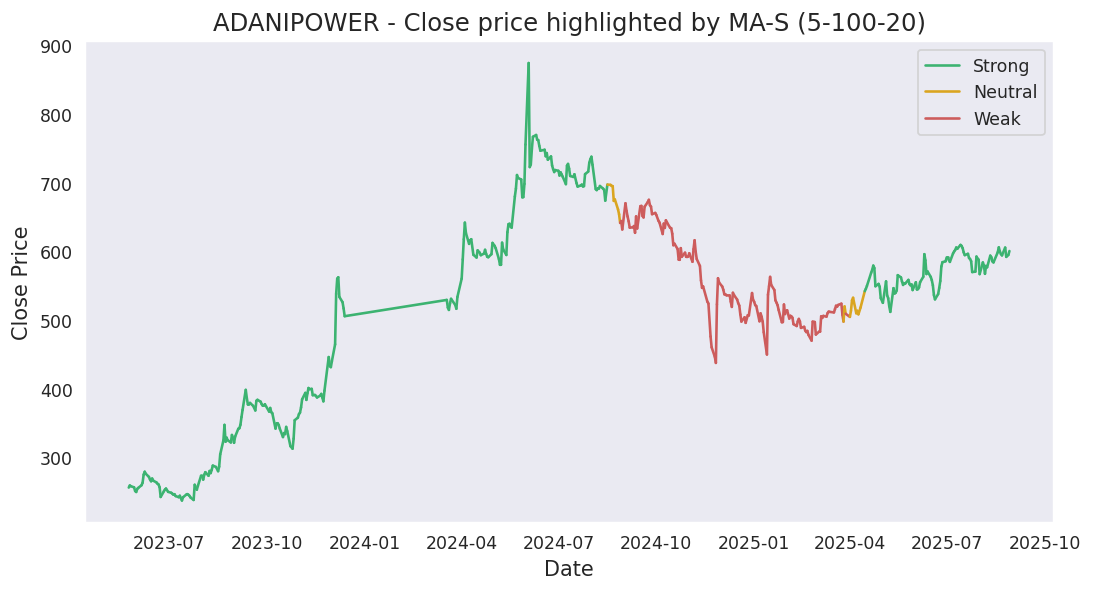 ADANIPOWER - Close price highlighted by MA-S (5-100-20)
Strong
Neutral
Weak
900
800
700
600
500
400
300
Close Price
2023-07 2023-10 2024-01 2024-04 2024-07 2024-10 2025-01 2025-04 2025-07 2025-10
Date